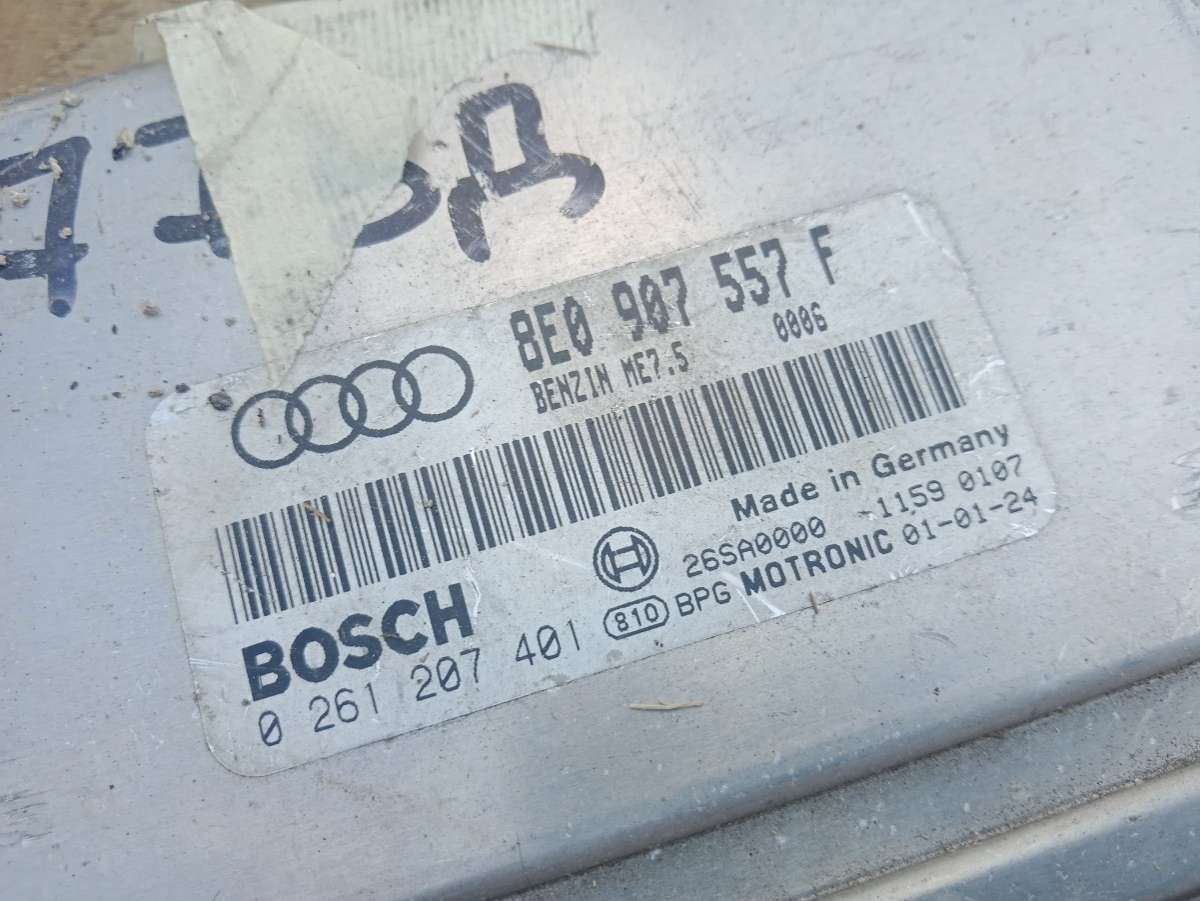 8E0 907 557 F
BENZIN ME7.5 0006
Made in Germany
26SA0000 -1159 0107
BOSCH
810 BPG MOTRONIC 01-01-24
0 261 207 401